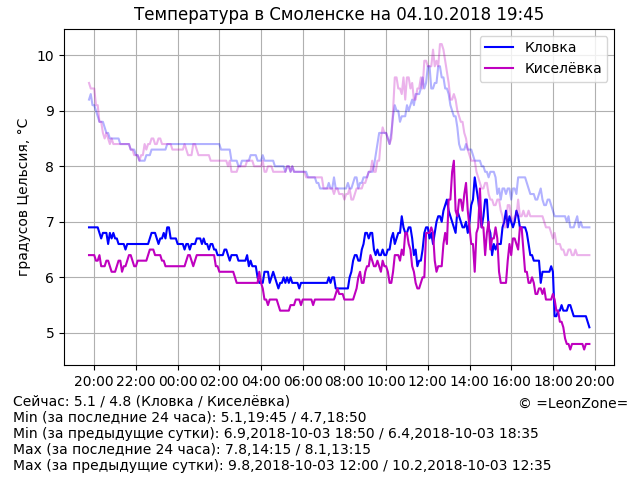 Температура в Смоленске на 04.10.2018 19:45
Кловка
Киселёвка
градусов Цельсия, °C
10
9
8
7
6
5
20:00 22:00 00:00 02:00 04:00 06:00 08:00 10:00 12:00 14:00 16:00 18:00 20:00
Сейчас: 5.1 / 4.8 (Кловка / Киселёвка)
© =LeonZone=
Min (за последние 24 часа): 5.1,19:45 / 4.7,18:50
Min (за предыдущие сутки): 6.9,2018-10-03 18:50 / 6.4,2018-10-03 18:35
Max (за последние 24 часа): 7.8,14:15 / 8.1,13:15
Max (за предыдущие сутки): 9.8,2018-10-03 12:00 / 10.2,2018-10-03 12:35